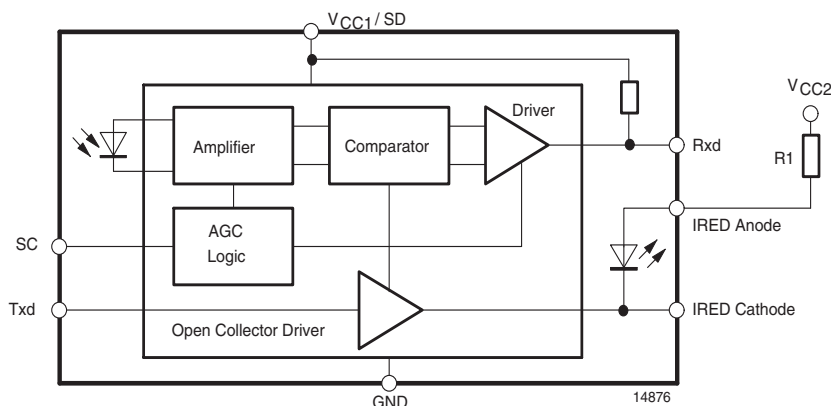 VCC1 / SD
VCC2
Driver
Amplifier
Comparator
Rxd
R1
AGC
Logic
IRED Anode
SC
Txd
Open Collector Driver
IRED Cathode
GND
14876